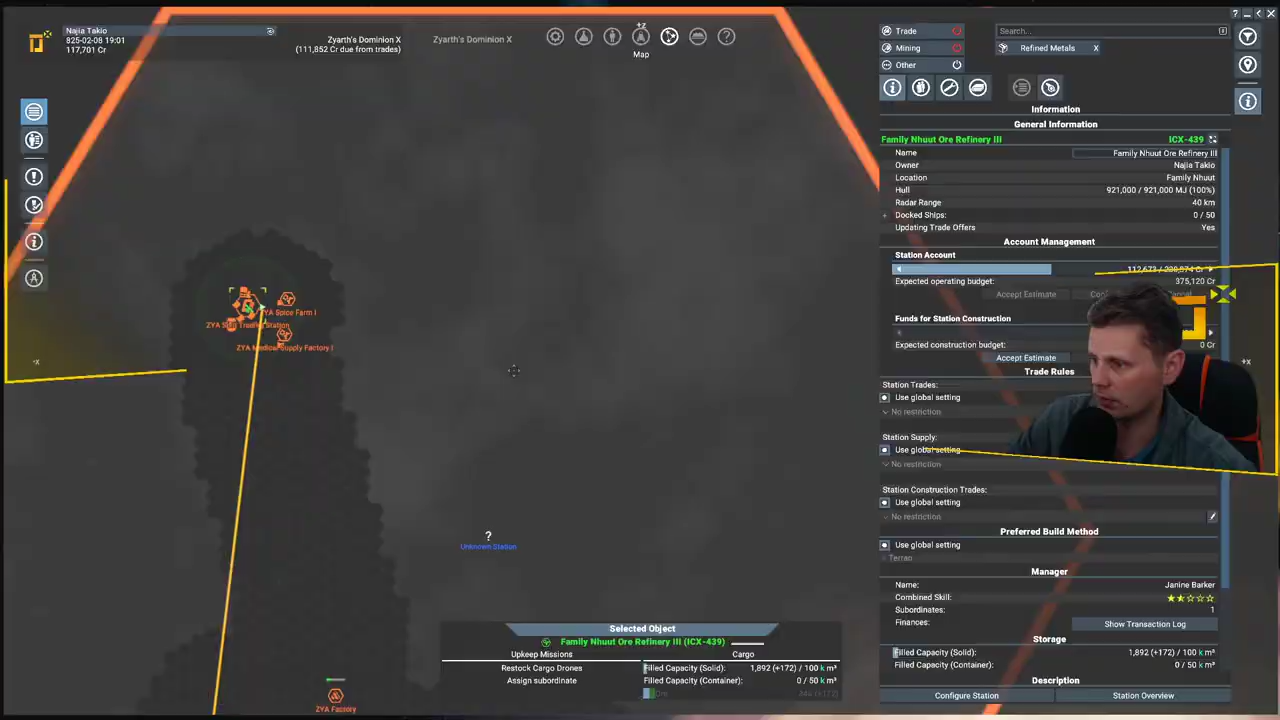 Najia Takio
825-02-08 19:01
117,701 Cr
Zyarth's Dominion X
(111,852 Cr due from trades)
Zyarth's Dominion X
+Z
Map
?
Trade
Mining
Other
Search...
Refined Metals X
Information
General Information
Family Nhuut Ore Refinery III ICX-439
Name Family Nhuut Ore Refinery III
Owner Najia Takio
Location Family Nhuut
Hull 921,000 / 921,000 MJ (100%)
Radar Range 40 km
+ Docked Ships: 0 / 50
Updating Trade Offers Yes
Account Management
Station Account
Expected operating budget: 375,120 Cr
Accept Estimate
Funds for Station Construction
Expected construction budget: 0 Cr
Accept Estimate
Trade Rules
Station Trades:
Use global setting
No restriction
Station Supply:
Use global setting
No restriction
Station Construction Trades:
Use global setting
No restriction
Preferred Build Method
Use global setting
Terran
Manager
Name: Janine Barker
Combined Skill: ★★☆☆☆
Subordinates: 1
Finances: Show Transaction Log
Storage
Filled Capacity (Solid): 1,892 (+172) / 100 k m³
Filled Capacity (Container): 0 / 50 k m³
Description
Configure Station
Station Overview
ZYA Spice Farm I
ZYA Medical Supply Factory I
-X
+X
?
Unknown Station
ZYA Factory
Selected Object
Family Nhuut Ore Refinery III (ICX-439)
Upkeep Missions Cargo
Restock Cargo Drones Filled Capacity (Solid): 1,892 (+172) / 100 k m³
Assign subordinate Filled Capacity (Container): 0 / 50 k m³